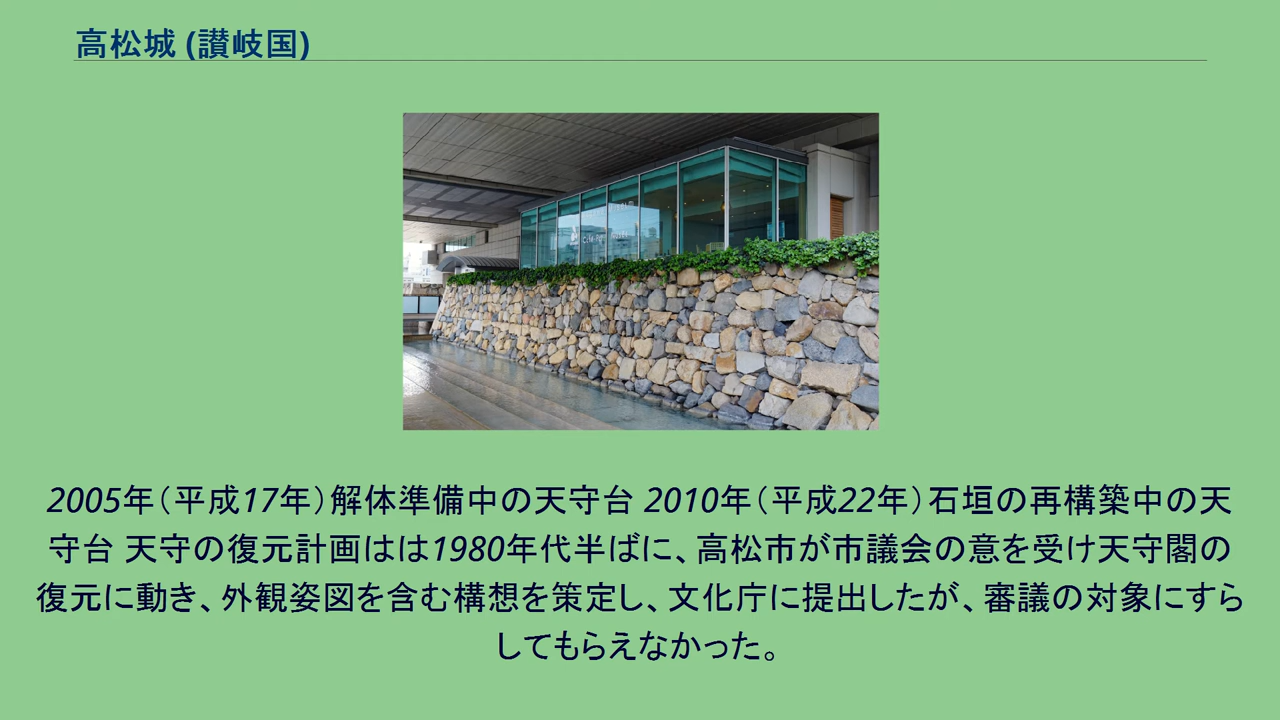 高松城 (讃岐国)
2005年（平成17年）解体準備中の天守台 2010年（平成22年）石垣の再構築中の天
守台 天守の復元計画はは1980年代半ばに、高松市が市議会の意を受け天守閣の
復元に動き、外観姿図を含む構想を策定し、文化庁に提出したが、審議の対象にすら
してもらえなかった。